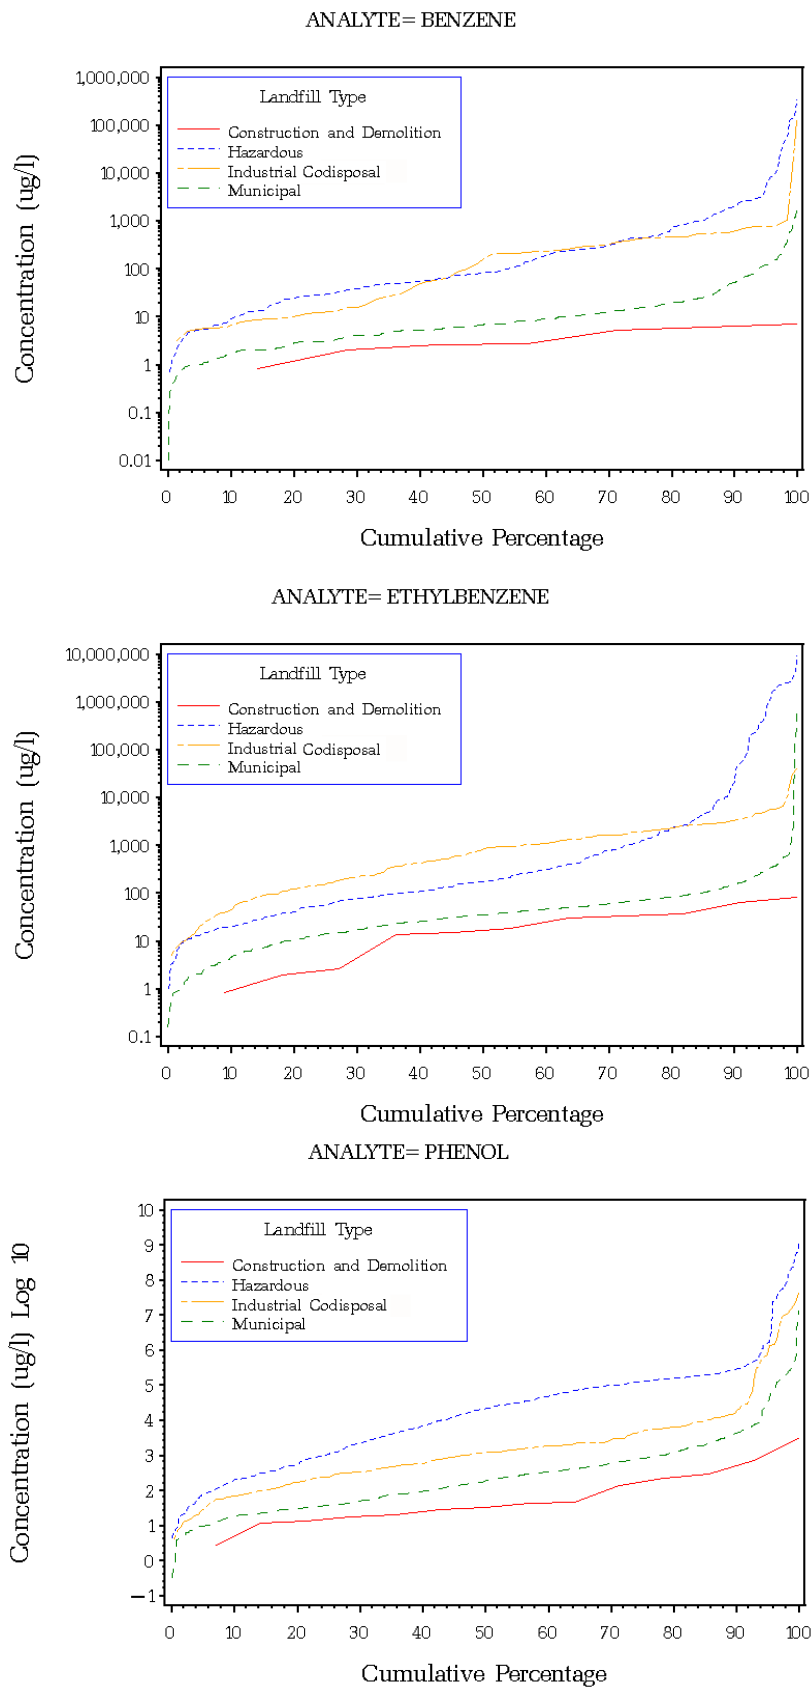 ANALYTE= BENZENE
Concentration (ug/l)
1,000,000
100,000
10,000
1,000
100
10
1
0.1
0.01
Landfill Type
Construction and Demolition
Hazardous
Industrial Codisposal
Municipal
0 10 20 30 40 50 60 70 80 90 100
Cumulative Percentage
ANALYTE= ETHYLBENZENE
Concentration (ug/l)
10,000,000
1,000,000
100,000
10,000
1,000
100
10
1
0.1
Landfill Type
Construction and Demolition
Hazardous
Industrial Codisposal
Municipal
0 10 20 30 40 50 60 70 80 90 100
Cumulative Percentage
ANALYTE= PHENOL
Concentration (ug/l) Log 10
10
9
8
7
6
5
4
3
2
1
0
−1
Landfill Type
Construction and Demolition
Hazardous
Industrial Codisposal
Municipal
0 10 20 30 40 50 60 70 80 90 100
Cumulative Percentage